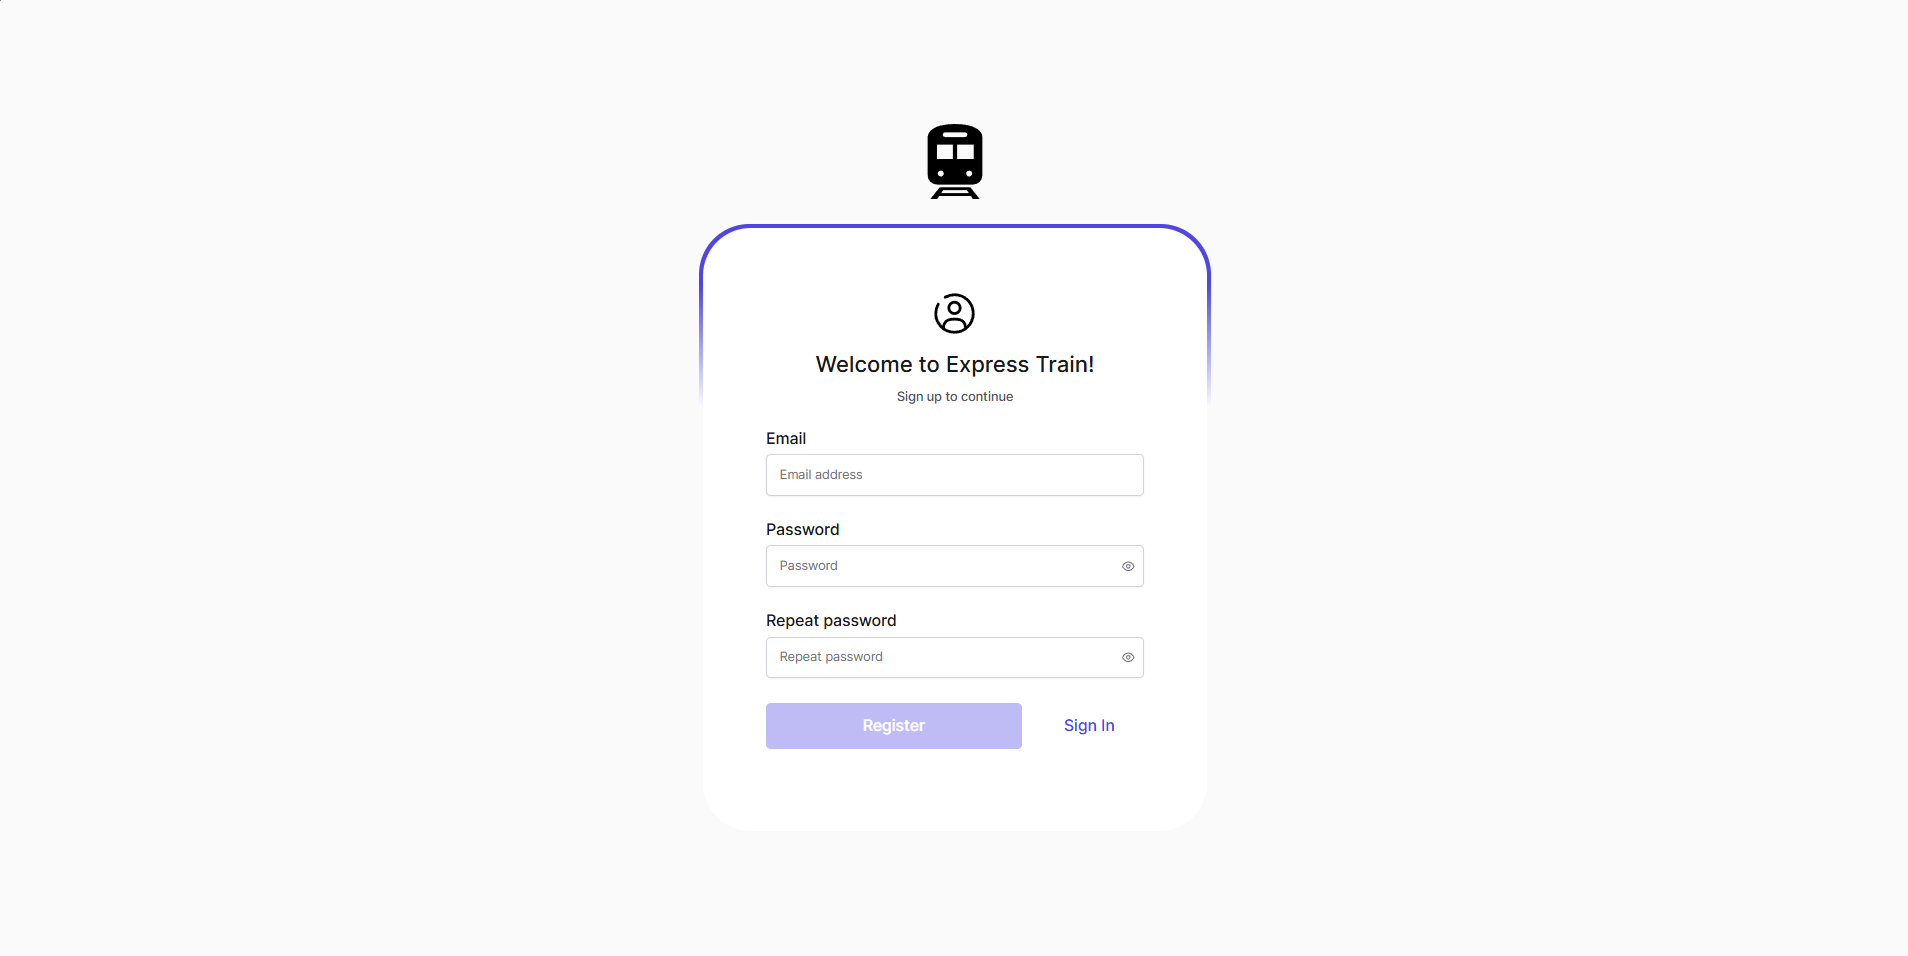 Welcome to Express Train!
Sign up to continue
Email
Email address
Password
Password
Repeat password
Repeat password
Register Sign In